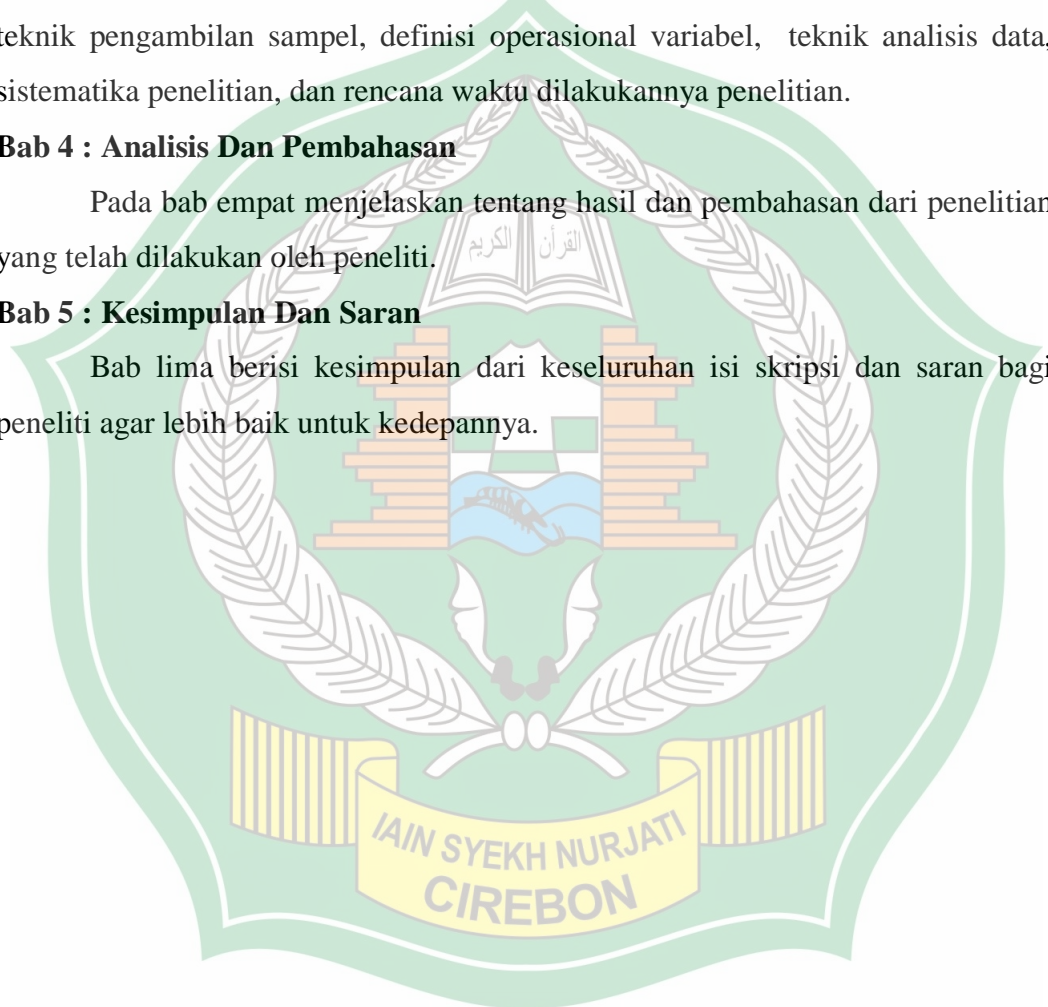 teknik pengambilan sampel, definisi operasional variabel, teknik analisis data,
sistematika penelitian, dan rencana waktu dilakukannya penelitian.
Bab 4 : Analisis Dan Pembahasan
Pada bab empat menjelaskan tentang hasil dan pembahasan dari penelitian
yang telah dilakukan oleh peneliti.
القرأن الكريم
Bab 5 : Kesimpulan Dan Saran
Bab lima berisi kesimpulan dari keseluruhan isi skripsi dan saran bagi
peneliti agar lebih baik untuk kedepannya.
IAIN SYEKH NURJATI
CIREBON